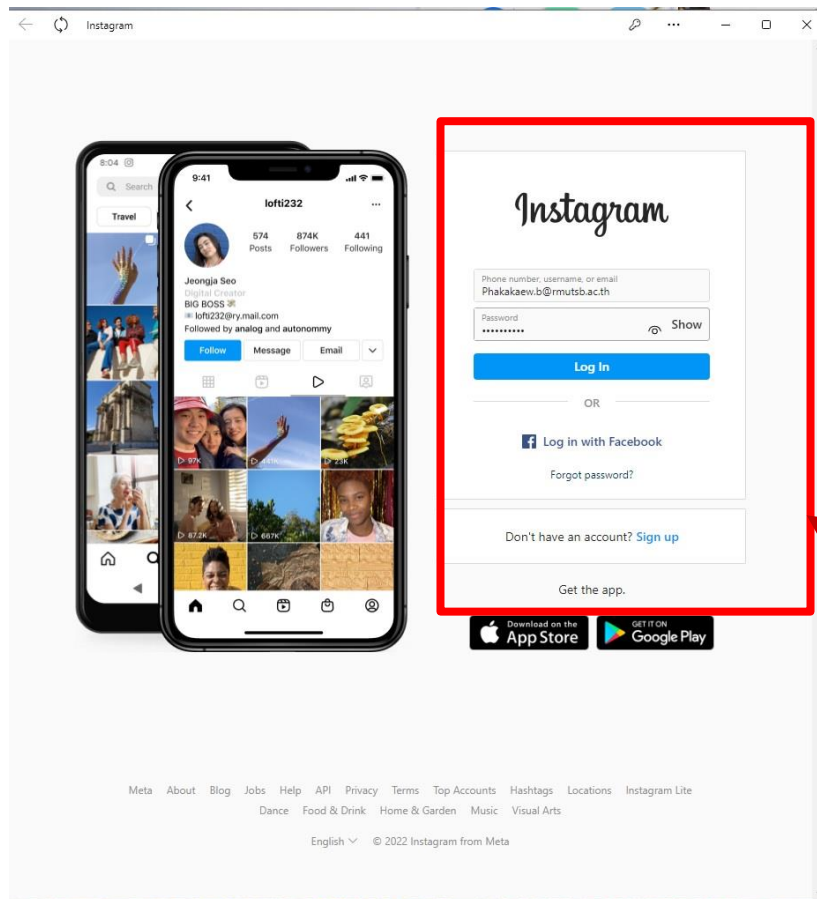 Instagram
8:04
Search
Travel
9:41
lofti232
574 874K 441
Posts Followers Following
Jeongja Seo
Digital Creator
BIG BOSS
lofti232@ry.mail.com
Followed by analog and autonommy
Follow Message Email
97K 441K 23K
87.2K 667K
Instagram
Phone number, username, or email
Phakakaew.b@rmutsb.ac.th
Password
•••••••••• Show
Log In
OR
Log in with Facebook
Forgot password?
Don't have an account? Sign up
Get the app.
Download on the
App Store
GET IT ON
Google Play
Meta About Blog Jobs Help API Privacy Terms Top Accounts Hashtags Locations Instagram Lite
Dance Food & Drink Home & Garden Music Visual Arts
English © 2022 Instagram from Meta